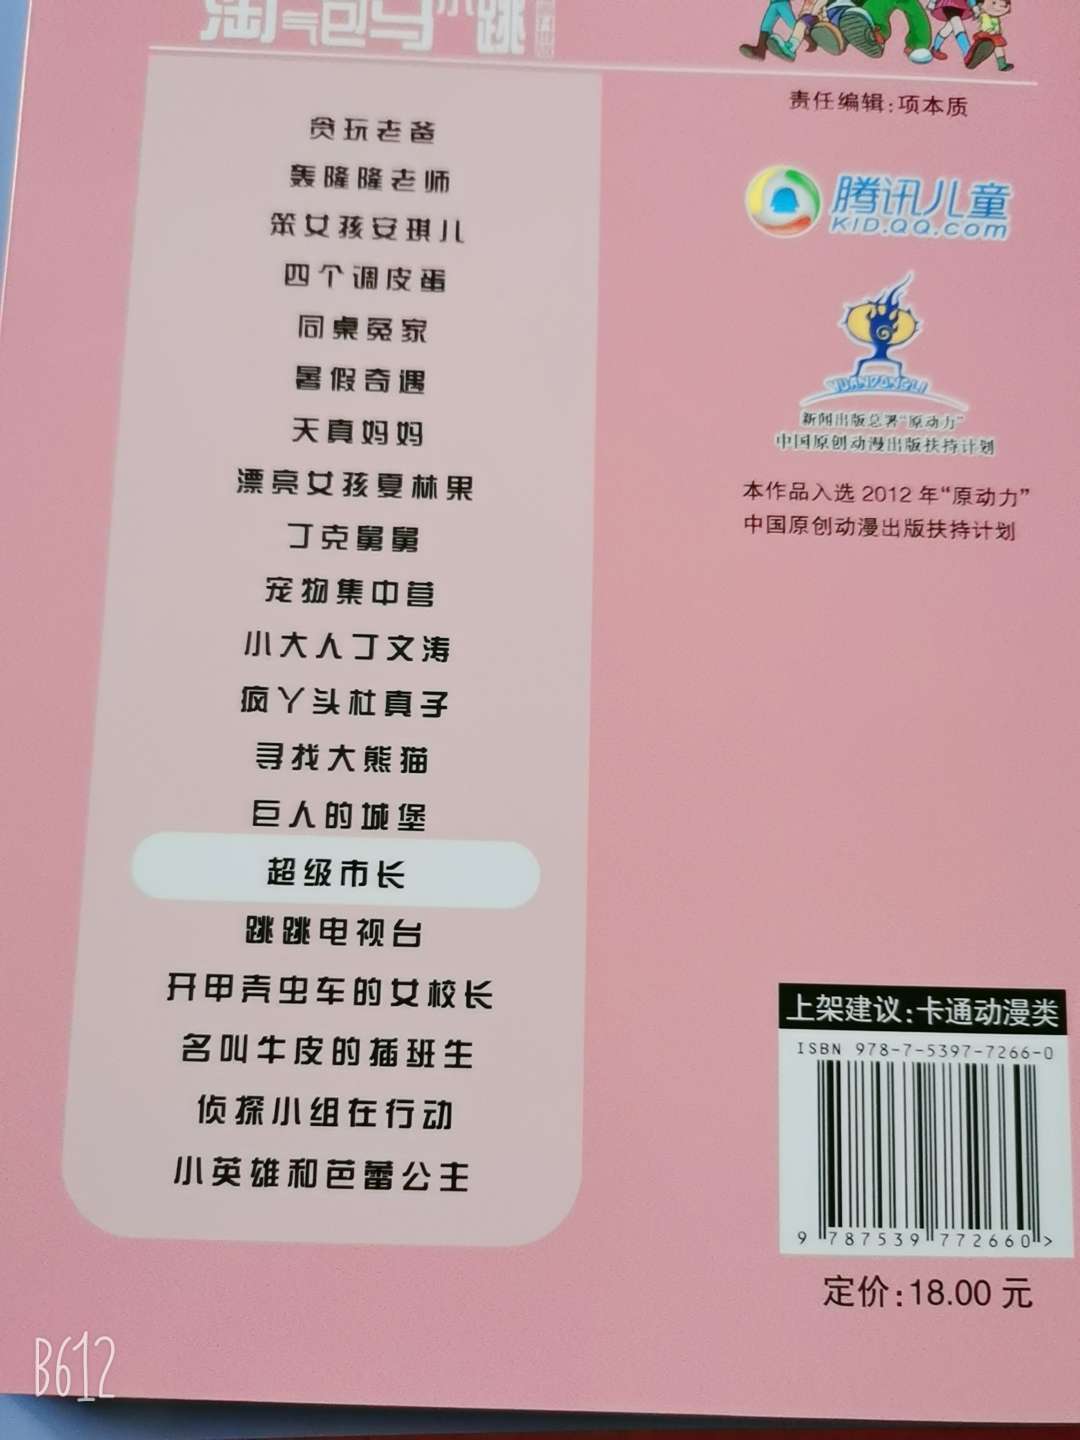 淘气包马小跳
贪玩老爸
轰隆隆老师
笨女孩安琪儿
四个调皮蛋
同桌冤家
暑假奇遇
天真妈妈
漂亮女孩夏林果
丁克舅舅
宠物集中营
小大人丁文涛
疯丫头杜真子
寻找大熊猫
巨人的城堡
超级市长
跳跳电视台
开甲壳虫车的女校长
名叫牛皮的插班生
侦探小组在行动
小英雄和芭蕾公主
责任编辑:项本质
腾讯儿童
KID.QQ.COM
YUANDONGLI
新闻出版总署“原动力”
中国原创动漫出版扶持计划
本作品入选 2012 年“原动力”
中国原创动漫出版扶持计划
上架建议:卡通动漫类
ISBN 978-7-5397-7266-0
9 787539 772660 >
定价:18.00 元
B612